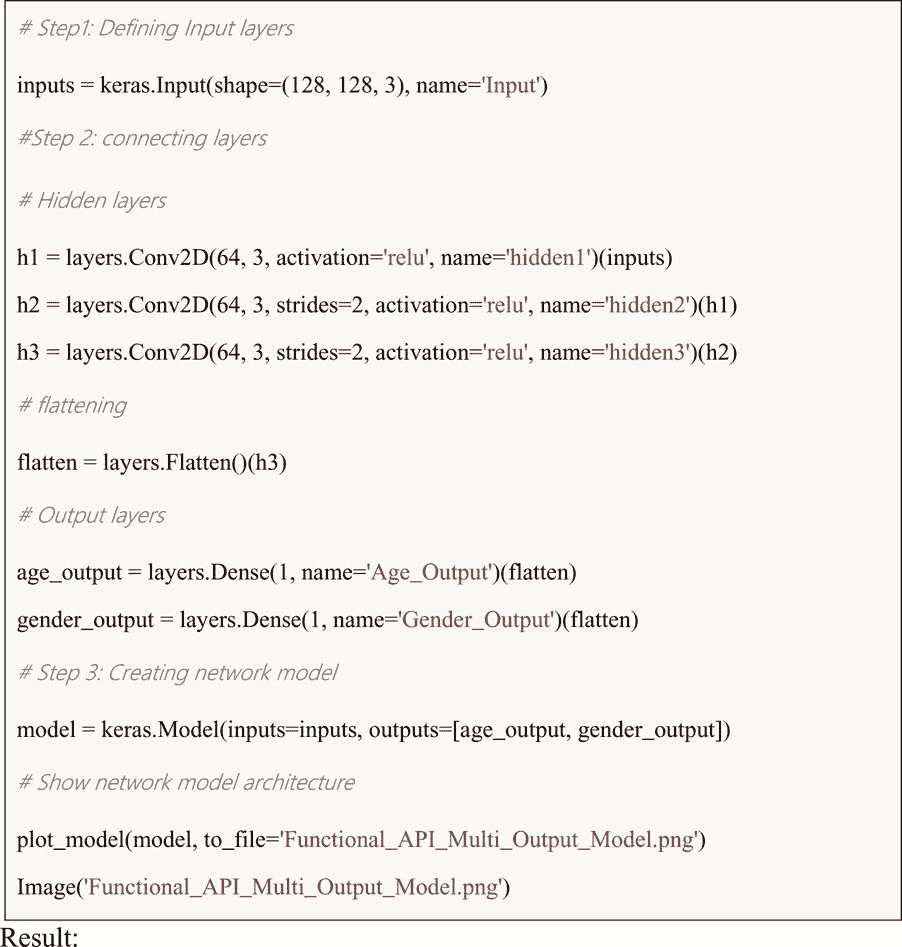 # Step1: Defining Input layers
inputs = keras.Input(shape=(128, 128, 3), name='Input')
#Step 2: connecting layers
# Hidden layers
h1 = layers.Conv2D(64, 3, activation='relu', name='hidden1')(inputs)
h2 = layers.Conv2D(64, 3, strides=2, activation='relu', name='hidden2')(h1)
h3 = layers.Conv2D(64, 3, strides=2, activation='relu', name='hidden3')(h2)
# flattening
flatten = layers.Flatten()(h3)
# Output layers
age_output = layers.Dense(1, name='Age_Output')(flatten)
gender_output = layers.Dense(1, name='Gender_Output')(flatten)
# Step 3: Creating network model
model = keras.Model(inputs=inputs, outputs=[age_output, gender_output])
# Show network model architecture
plot_model(model, to_file='Functional_API_Multi_Output_Model.png')
Image('Functional_API_Multi_Output_Model.png')
Result: